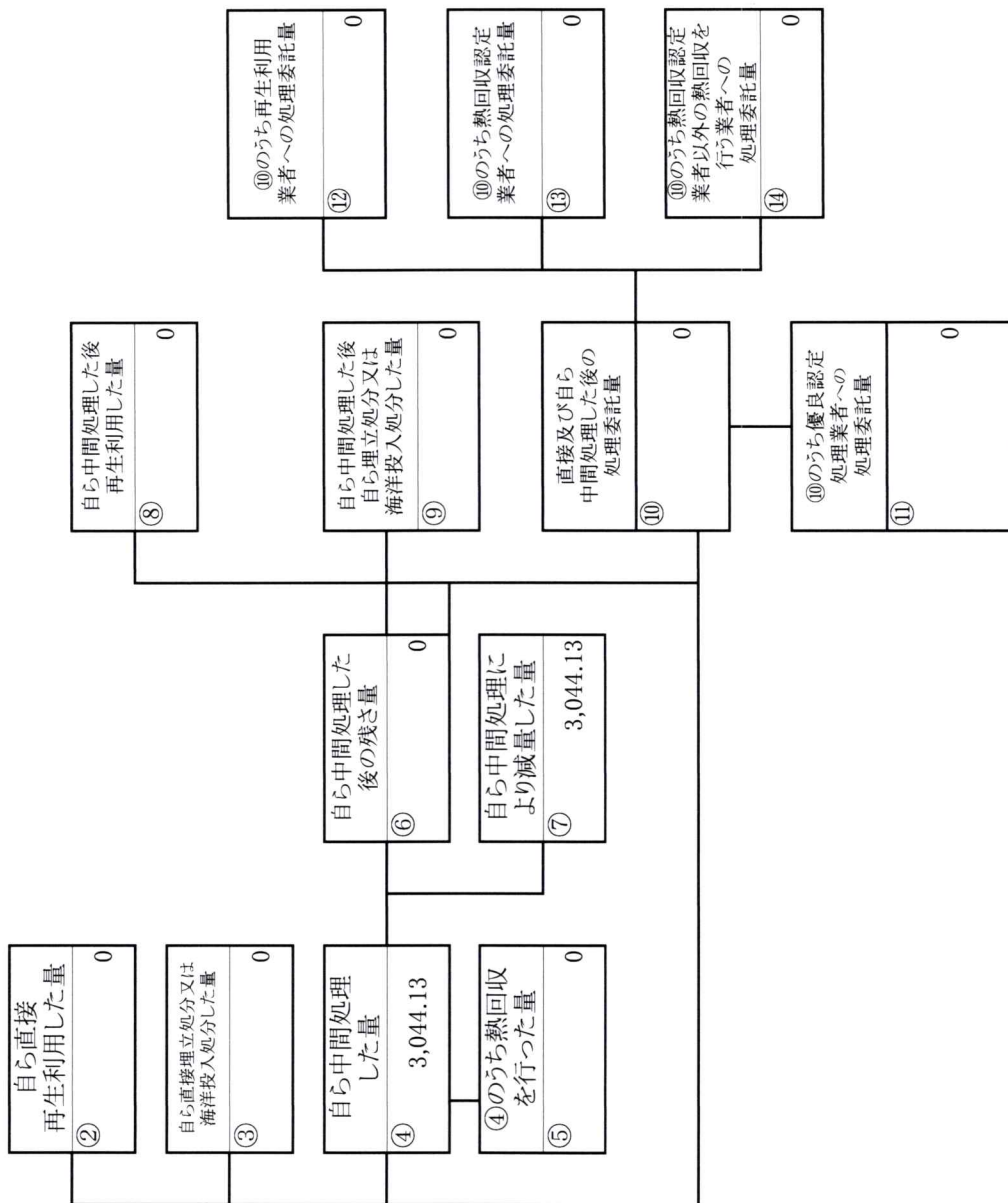 自ら直接
再生利用した量
②
0
自ら直接埋立処分又は
海洋投入処分した量
③
0
自ら中間処理
した量
④
3,044.13
④のうち熱回収
を行った量
⑤
0
自ら中間処理した
後の残さ量
⑥
0
自ら中間処理に
より減量した量
⑦
3,044.13
自ら中間処理した後
再生利用した量
⑧
0
自ら中間処理した後
自ら埋立処分又は
海洋投入処分した量
⑨
0
直接及び自ら
中間処理した後の
処理委託量
⑩
0
⑩のうち優良認定
処理業者への
処理委託量
⑪
0
⑩のうち再生利用
業者への処理委託量
⑫
0
⑩のうち熱回収認定
業者への処理委託量
⑬
0
⑩のうち熱回収認定
業者以外の熱回収を
行う業者への
処理委託量
⑭
0